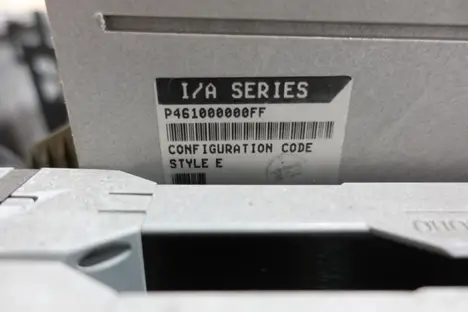 I/A SERIES
P461000000FF
CONFIGURATION CODE
STYLE E